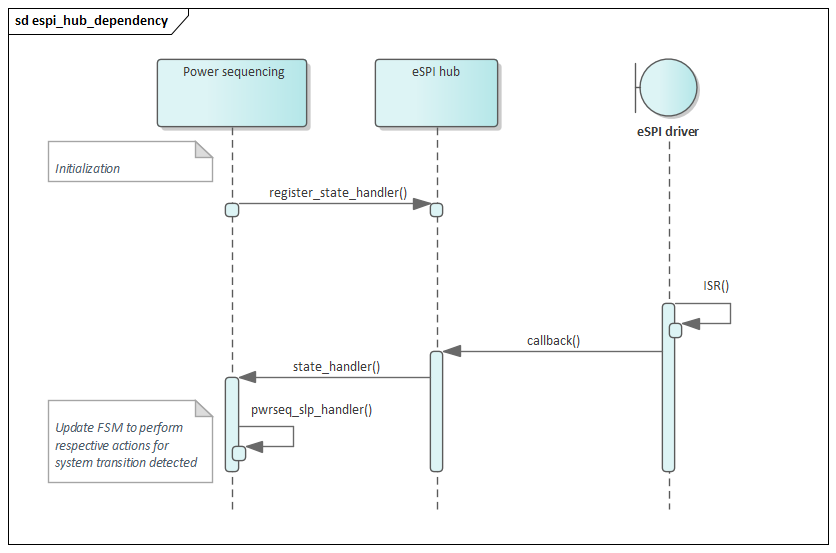 sd espi_hub_dependency
Power sequencing
eSPI hub
eSPI driver
Initialization
register_state_handler()
ISR()
callback()
state_handler()
pwrseq_slp_handler()
Update FSM to perform
respective actions for
system transition detected